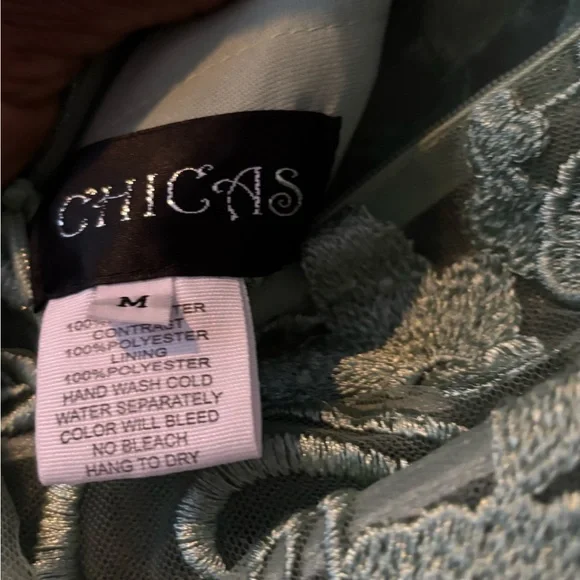 CHICAS
M
100% TER
CONTRAST
100%POLYESTER
LINING
100%POLYESTER
HAND WASH COLD
WATER SEPARATELY
COLOR WILL BLEED
NO BLEACH
HANG TO DRY